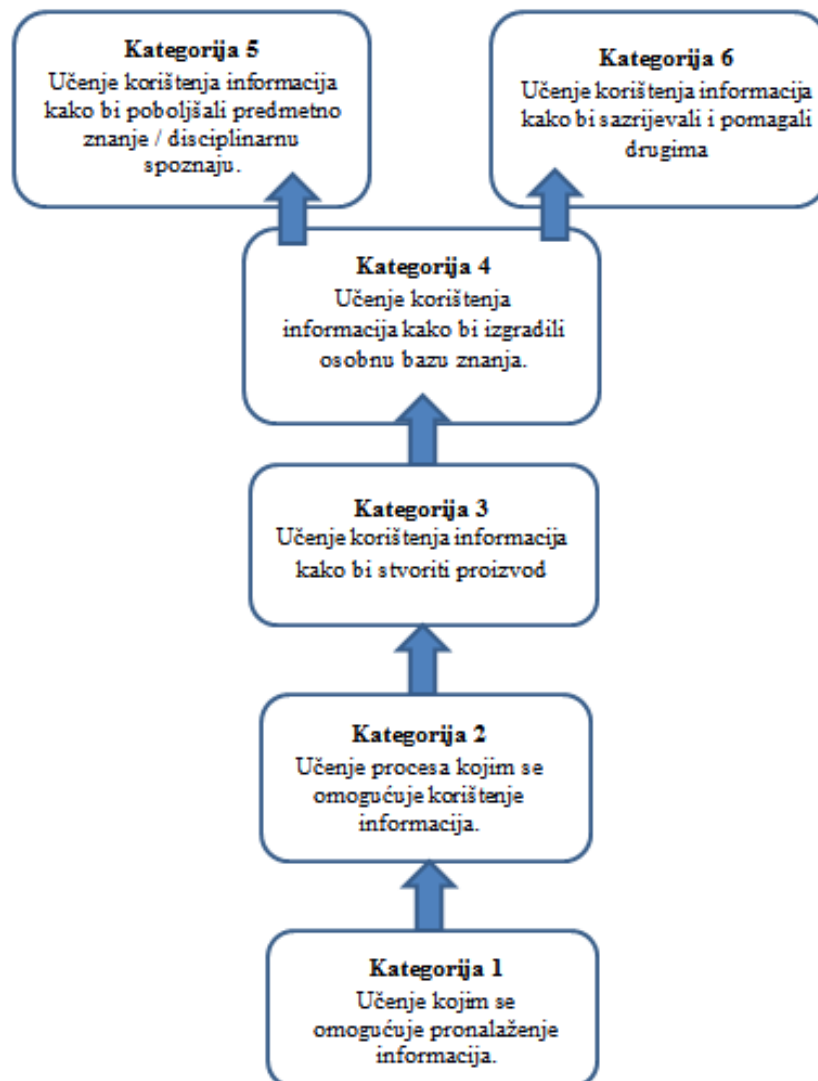 Kategorija 5
Učenje korištenja informacija
kako bi poboljšali predmetno
znanje / disciplinarnu
spoznaju.
Kategorija 6
Učenje korištenja informacija
kako bi sazrijevali i pomagali
drugima
Kategorija 4
Učenje korištenja
informacija kako bi izgradili
osobnu bazu znanja.
Kategorija 3
Učenje korištenja informacija
kako bi stvoriti proizvod
Kategorija 2
Učenje procesa kojim se
omogućuje korištenje
informacija.
Kategorija 1
Učenje kojim se
omogućuje pronalaženje
informacija.